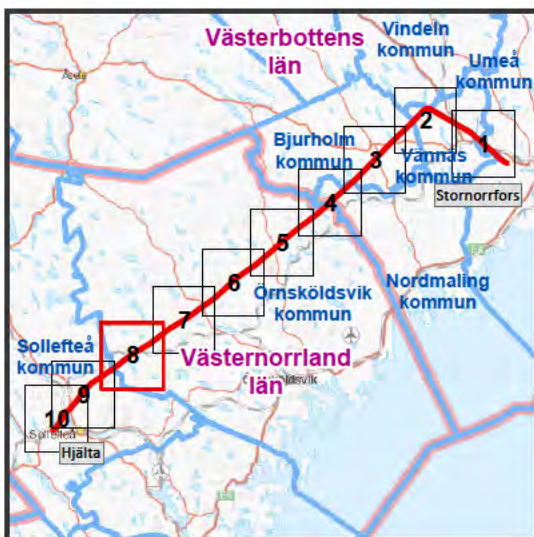 Västerbottens
län
Vindeln
kommun
Umeå
kommun
Åsele
2
1
3
Bjurholm
kommun
Vännäs
kommun
Stornorrfors
4
5
6
Örnsköldsvik
kommun
Nordmaling
kommun
7
Sollefteå
kommun
8
Västernorrland
län
9
10
Hjälta